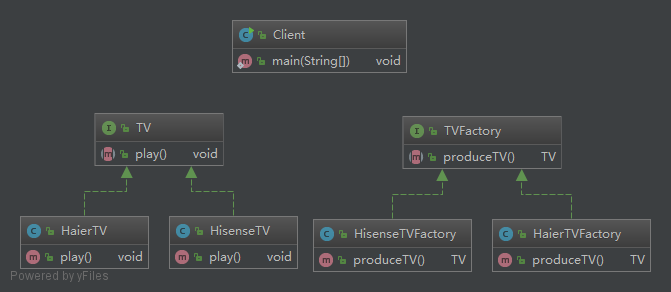 Client
main(String[]) void
TV
play() void
TVFactory
produceTV() TV
HaierTV
play() void
HisenseTV
play() void
HisenseTVFactory
produceTV() TV
HaierTVFactory
produceTV() TV
Powered by yFiles